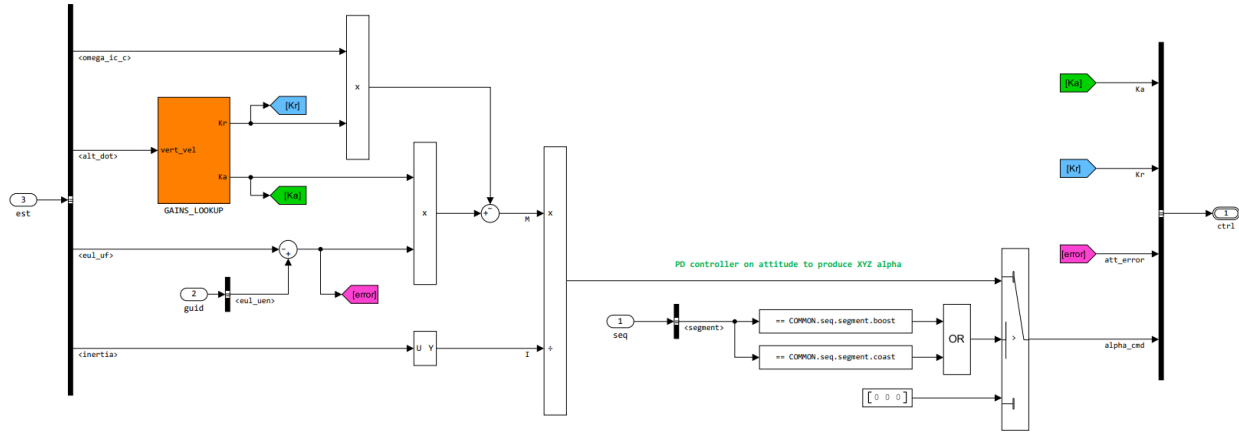 <omega_ic_c>
x
[Kr]
Kr
[Ka]
Ka
<alt_dot>
vert_vel
Ka
[Ka]
GAINS_LOOKUP
[Kr]
Kr
3
est
x
+
-
M
x
1
ctrl
<eul_uf>
-
+
PD controller on attitude to produce XYZ alpha
[error]
att_error
2
guid
<eul_uen>
[error]
1
seq
<segment>
== COMMON.seq.segment.boost
OR
>
<inertia>
U Y
I
÷
== COMMON.seq.segment.coast
alpha_cmd
[0 0 0]